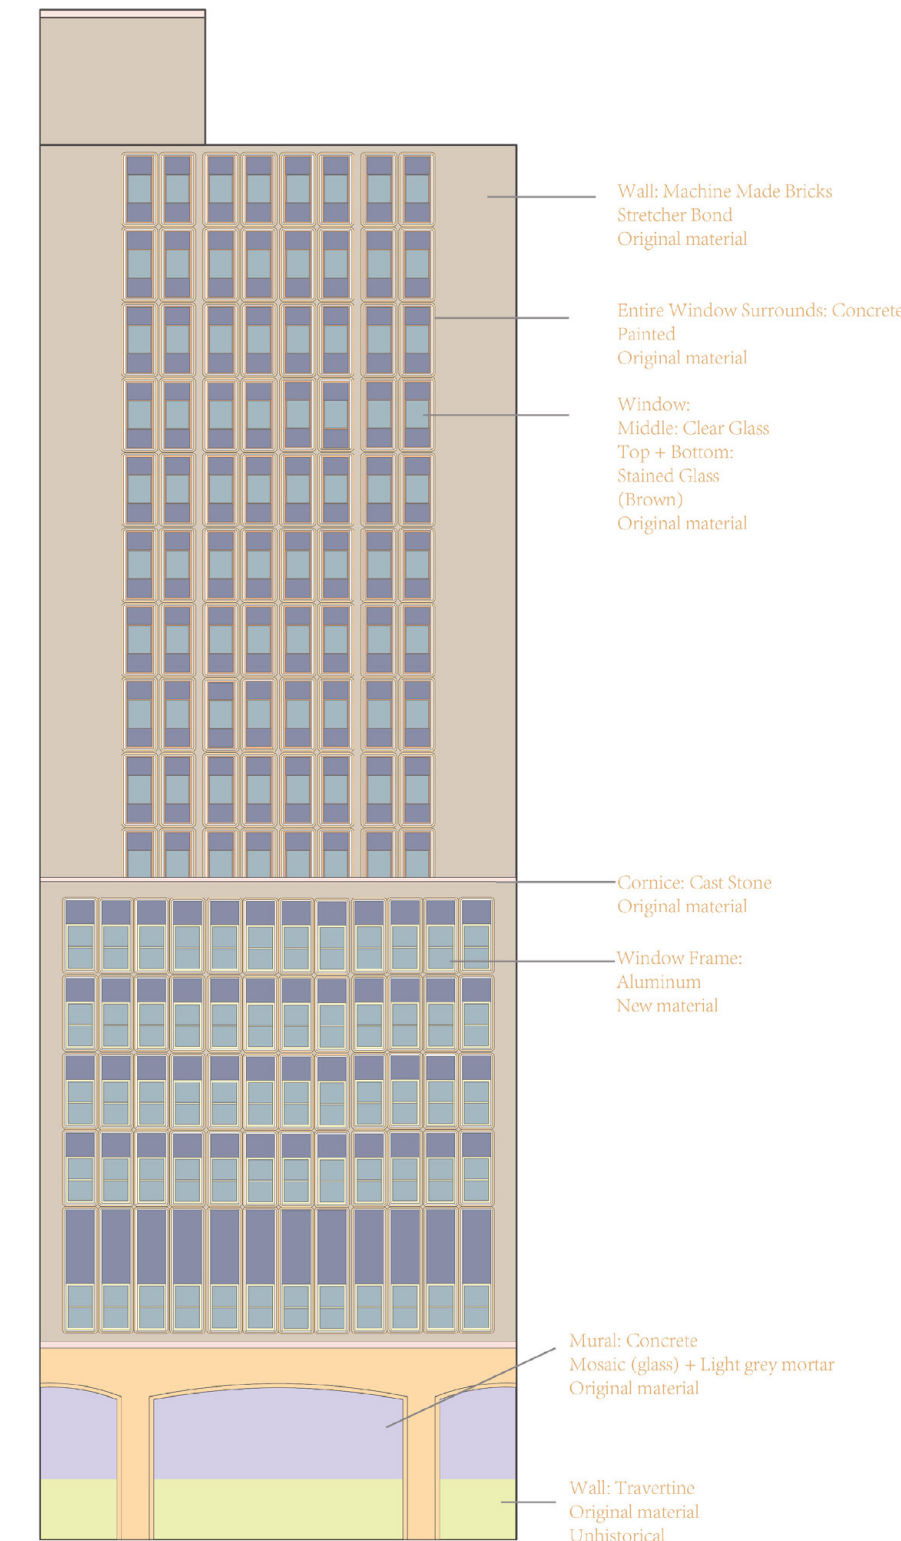 Wall: Machine Made Bricks
Stretcher Bond
Original material
Entire Window Surrounds: Concrete
Painted
Original material
Window:
Middle: Clear Glass
Top + Bottom:
Stained Glass
(Brown)
Original material
Cornice: Cast Stone
Original material
Window Frame:
Aluminum
New material
Mural: Concrete
Mosaic (glass) + Light grey mortar
Original material
Wall: Travertine
Original material
Unhistorical